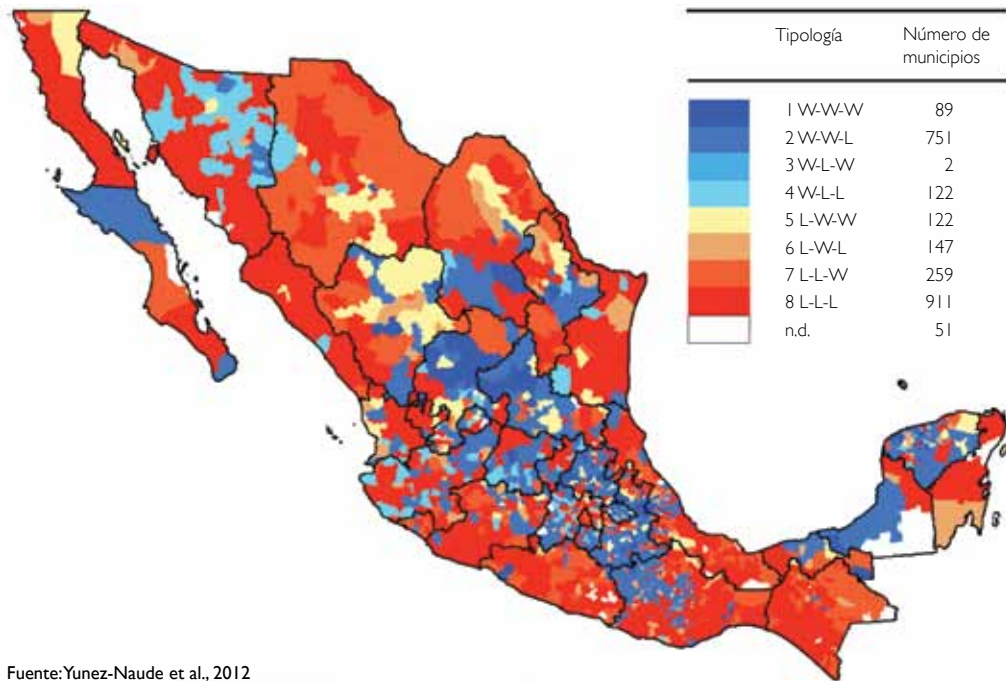 Tipología Número de
municipios
1 W-W-W 89
2 W-W-L 751
3 W-L-W 2
4 W-L-L 122
5 L-W-W 122
6 L-W-L 147
7 L-L-W 259
8 L-L-L 911
n.d. 51
Fuente: Yunez-Naude et al., 2012